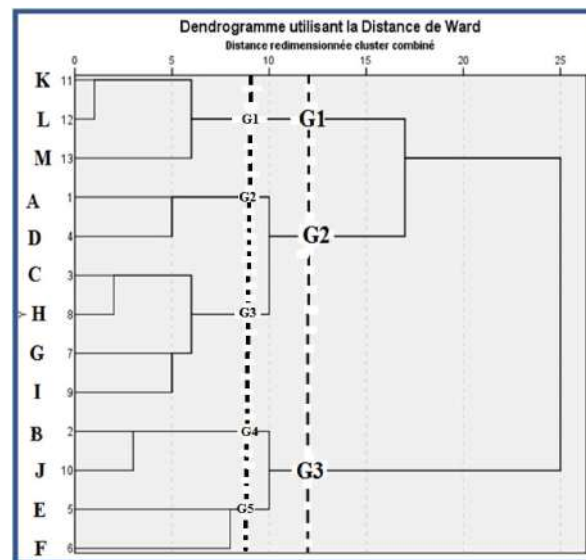 Dendrogramme utilisant la Distance de Ward
Distance redimensionnée cluster combiné
0 5 10 15 20 25
K 11
L 12 G1 G1
M 13
A 1 G2
D 4 G2
C 3
H 8 G3
G 7
I 9
B 2 G4
J 10 G3
E 5 G5
F 6